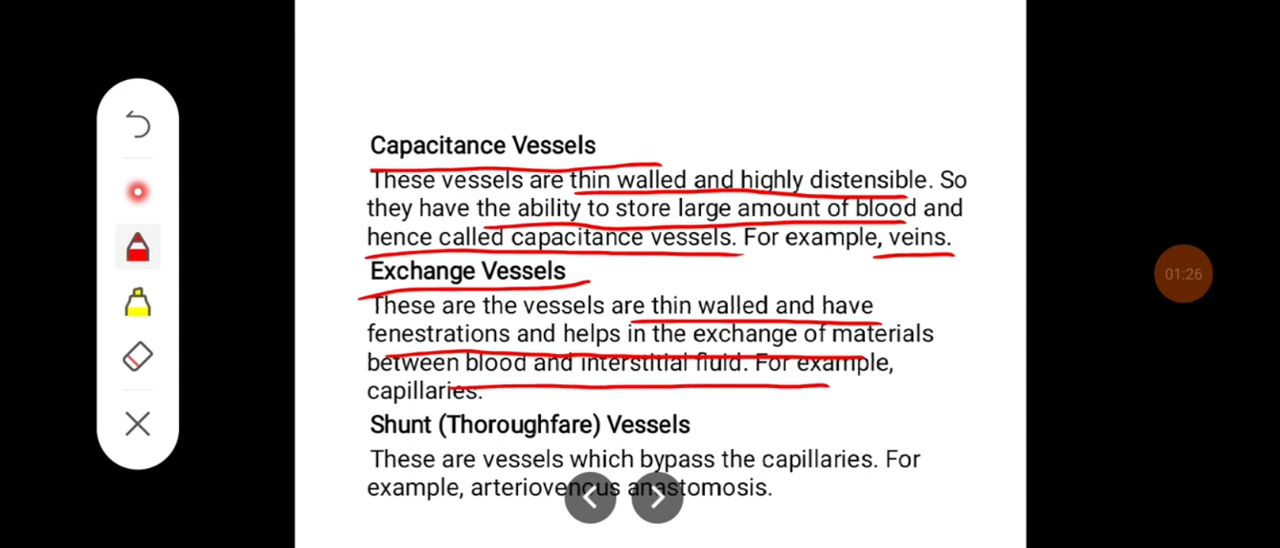 Capacitance Vessels
These vessels are thin walled and highly distensible. So
they have the ability to store large amount of blood and
hence called capacitance vessels. For example, veins.
Exchange Vessels
These are the vessels are thin walled and have
fenestrations and helps in the exchange of materials
between blood and interstitial fluid. For example,
capillaries.
Shunt (Thoroughfare) Vessels
These are vessels which bypass the capillaries. For
example, arteriovenous anastomosis.
01:26